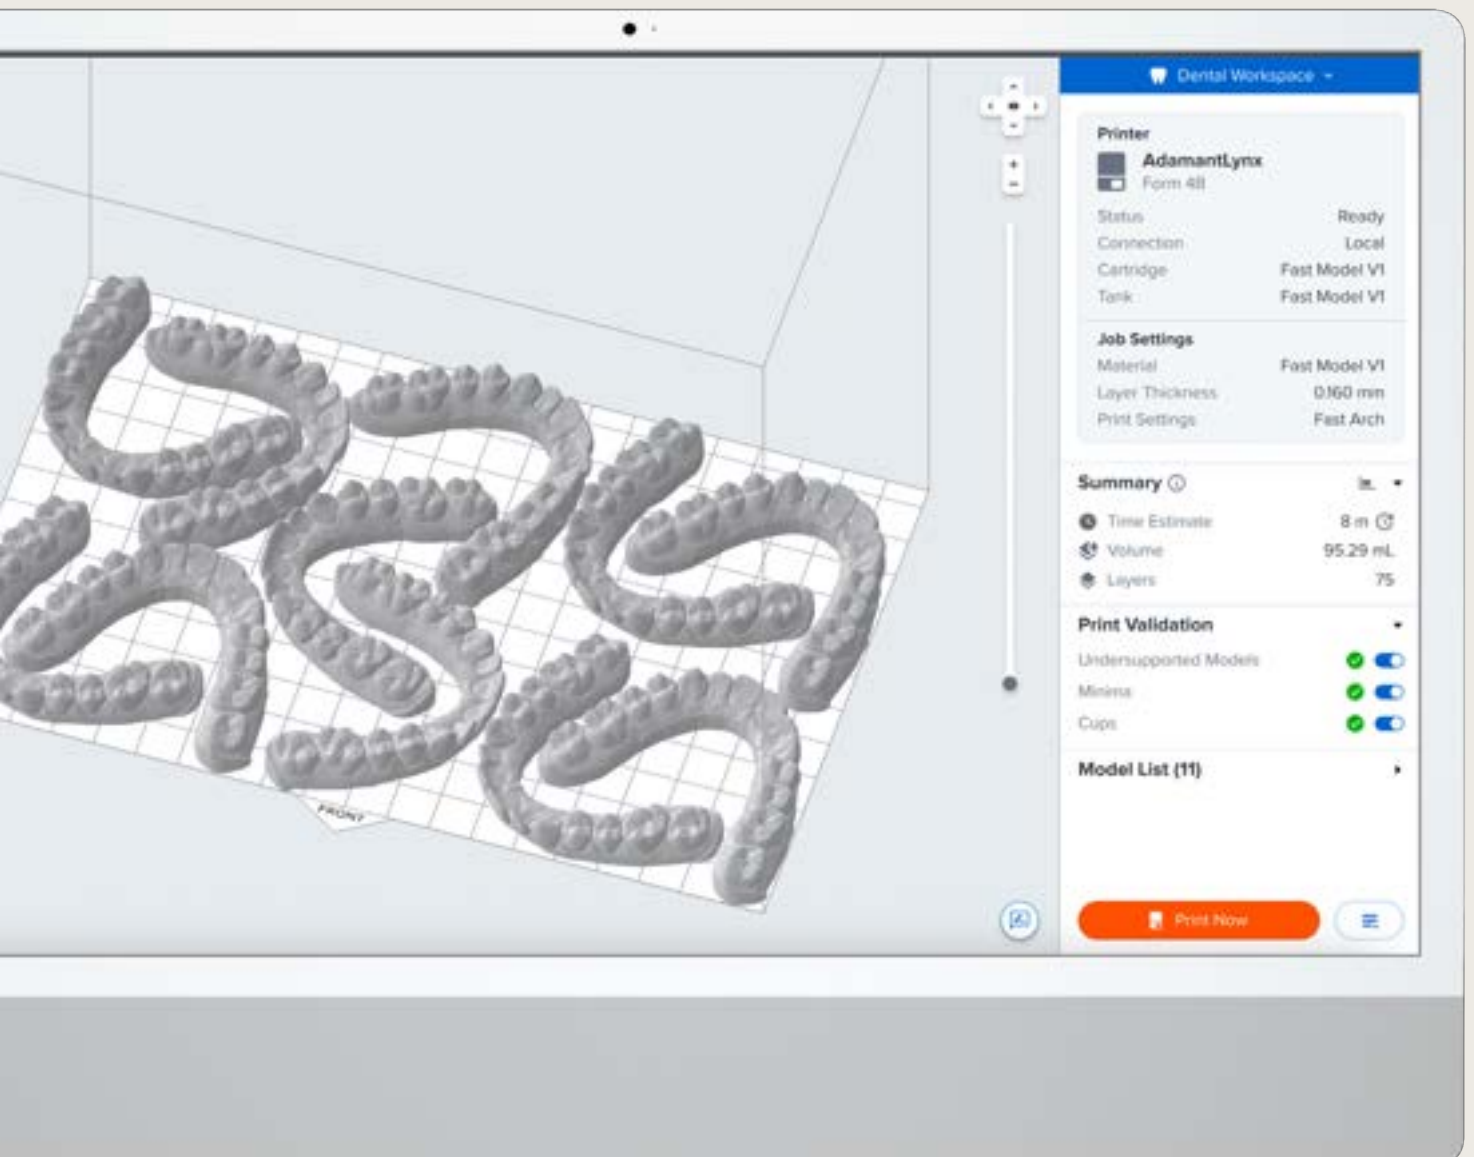 Dental Workspace
Printer
AdamantLynx
Form 4B
Status Ready
Connection Local
Cartridge Fast Model V1
Tank Fast Model V1
Job Settings
Material Fast Model V1
Layer Thickness 0.160 mm
Print Settings Fast Arch
Summary
Time Estimate 8 m
Volume 95.29 mL
Layers 75
Print Validation
Undersupported Models
Minima
Cups
Model List (11)
FRONT
Print Now